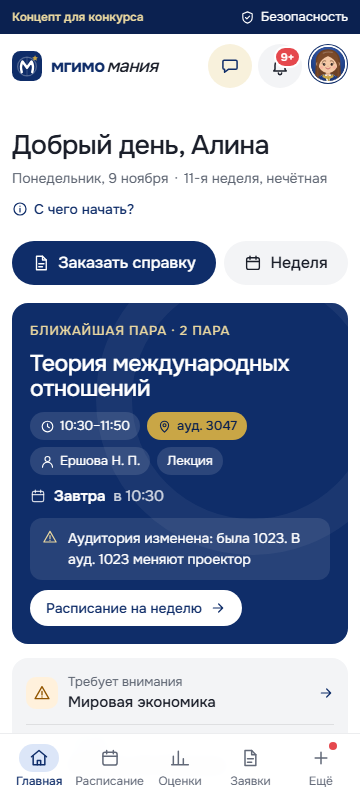 Концепт для конкурса
Безопасность
мгимо мания
9+
Добрый день, Алина
Понедельник, 9 ноября · 11-я неделя, нечётная
С чего начать?
Заказать справку
Неделя
БЛИЖАЙШАЯ ПАРА · 2 ПАРА
Теория международных
отношений
10:30–11:50
ауд. 3047
Ершова Н. П.
Лекция
Завтра в 10:30
Аудитория изменена: была 1023. В
ауд. 1023 меняют проектор
Расписание на неделю
Требует внимания
Мировая экономика
Главная
Расписание
Оценки
Заявки
Ещё